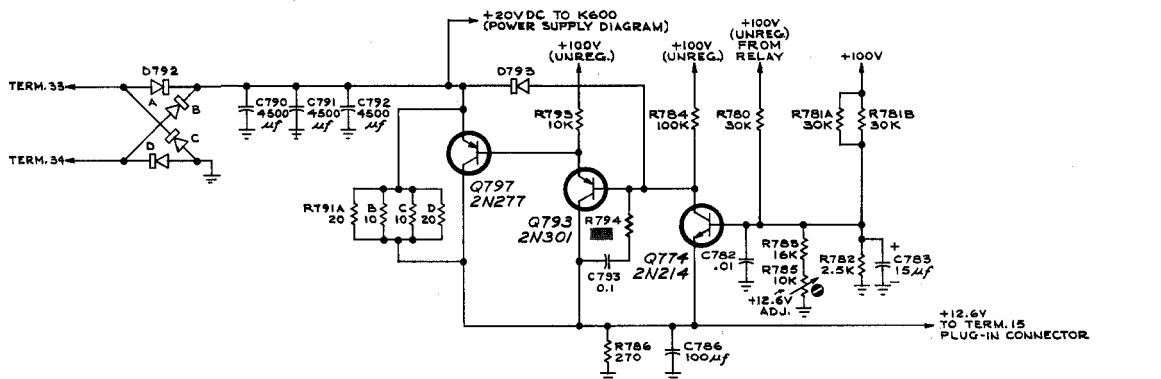 +20VDC TO K600
(POWER SUPPLY DIAGRAM)
+100V
(UNREG.)
+100V
(UNREG.)
+100V
(UNREG.)
FROM
RELAY
+100V
TERM.33
D792
A
B
C
D
TERM.34
C790
4500
µf
C791
4500
µf
C792
4500
µf
D793
R793
10K
R784
100K
R780
30K
R781A
30K
R781B
30K
Q797
2N277
R791A
20
B
10
C
10
D
20
Q793
2N301
R794
C793
0.1
Q774
2N214
C782
.01
R783
16K
R785
10K
+12.6V
ADJ.
R782
2.5K
+
C783
15µf
−
+12.6V
TO TERM.15
PLUG-IN CONNECTOR
R786
270
C786
100µf